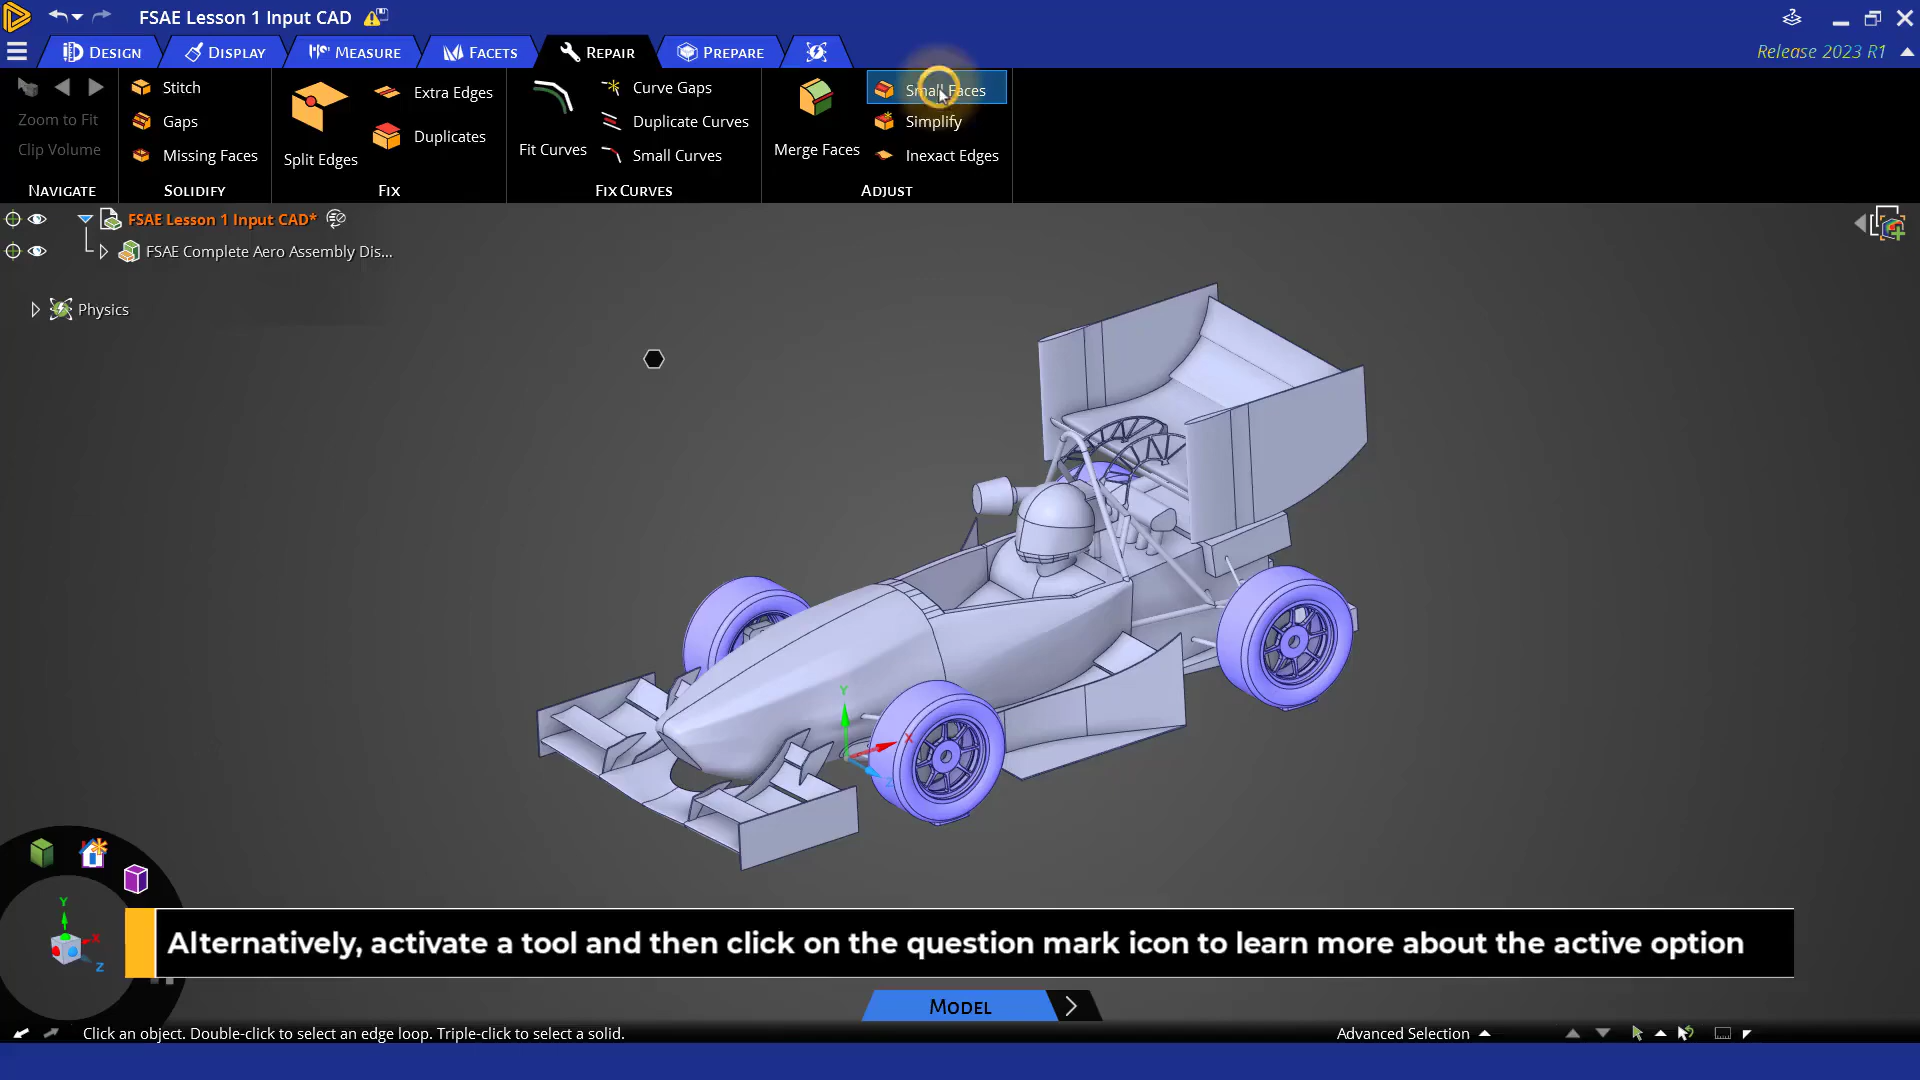 FSAE Lesson 1 Input CAD
DESIGN
DISPLAY
MEASURE
FACETS
REPAIR
PREPARE
Release 2023 R1
Zoom to Fit
Clip Volume
NAVIGATE
Stitch
Gaps
Missing Faces
SOLIDIFY
Split Edges
Extra Edges
Duplicates
FIX
Fit Curves
Curve Gaps
Duplicate Curves
Small Curves
FIX CURVES
Merge Faces
Small Faces
Simplify
Inexact Edges
ADJUST
FSAE Lesson 1 Input CAD*
FSAE Complete Aero Assembly Dis...
Physics
Y
X
Z
Y
X
Z
Alternatively, activate a tool and then click on the question mark icon to learn more about the active option
MODEL
Click an object. Double-click to select an edge loop. Triple-click to select a solid.
Advanced Selection